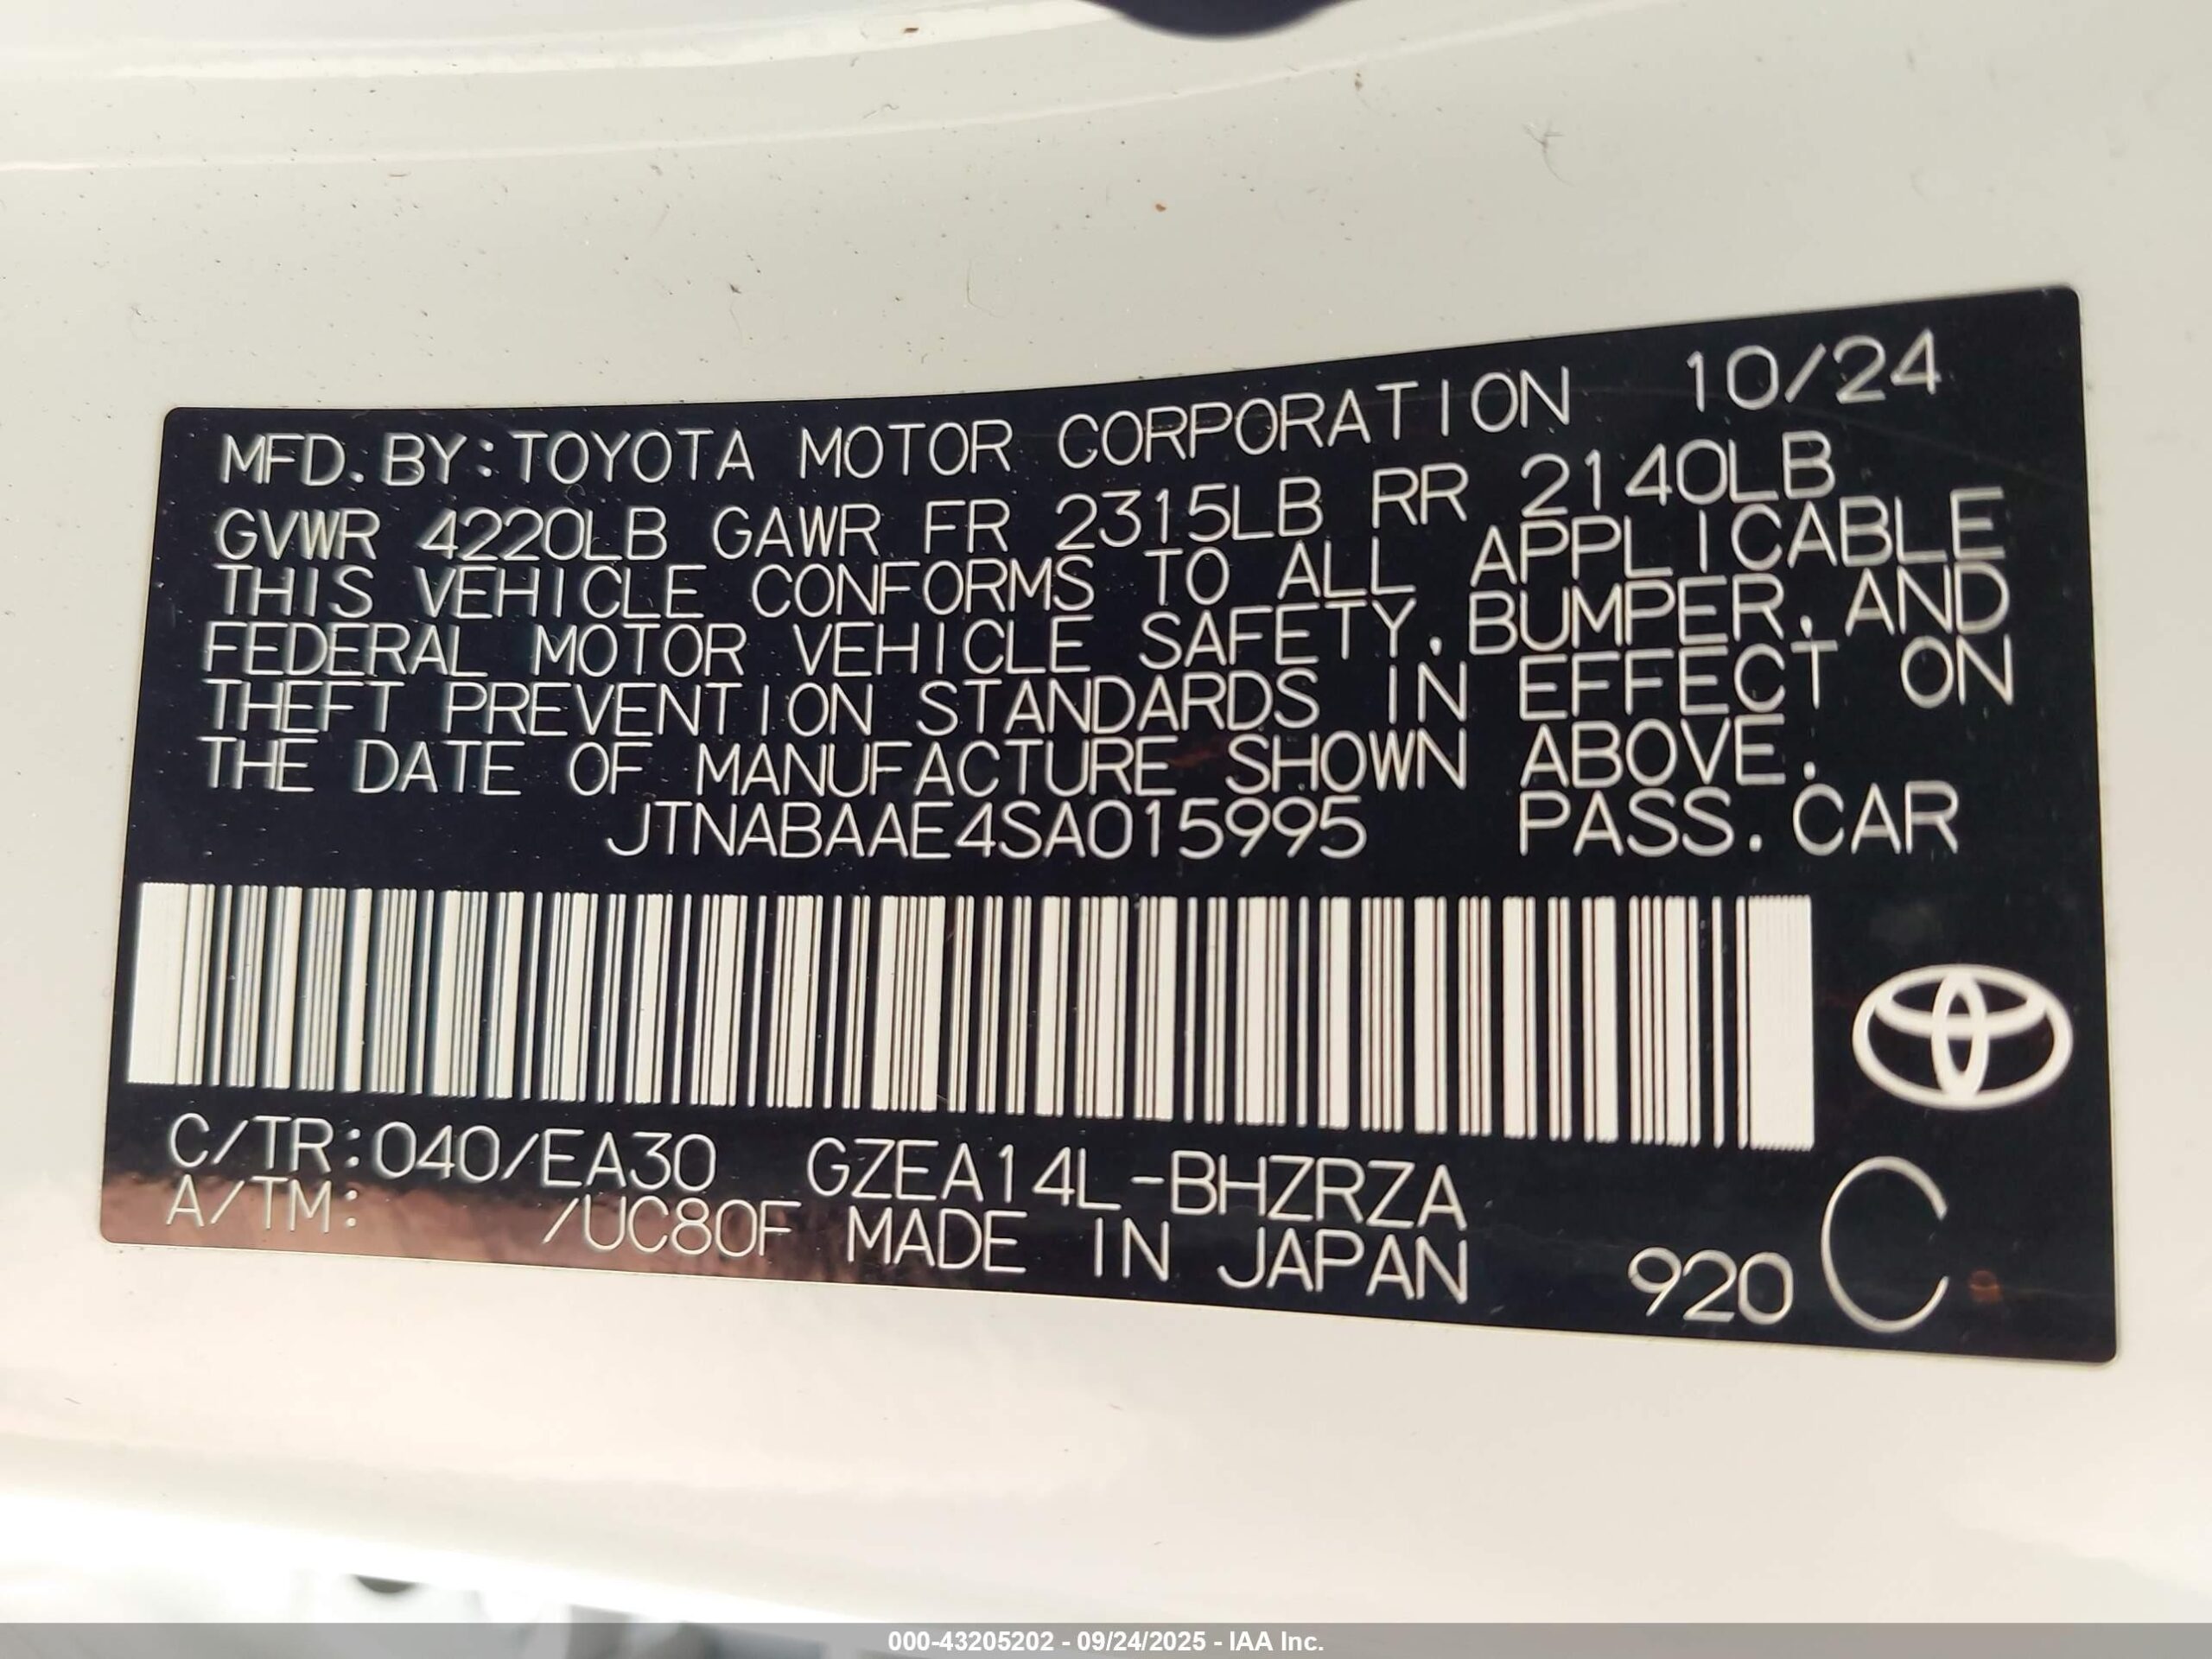 MFD.BY:TOYOTA MOTOR CORPORATION 10/24
GVWR 4220LB GAWR FR 2315LB RR 2140LB
THIS VEHICLE CONFORMS TO ALL APPLICABLE
FEDERAL MOTOR VEHICLE SAFETY,BUMPER,AND
THEFT PREVENTION STANDARDS IN EFFECT ON
THE DATE OF MANUFACTURE SHOWN ABOVE.
JTNABAAE4SA015995 PASS.CAR
C/TR:040/EA30 GZEA14L-BHZRZA
A/TM: /UC80F MADE IN JAPAN 920 C
000-43205202 - 09/24/2025 - IAA Inc.